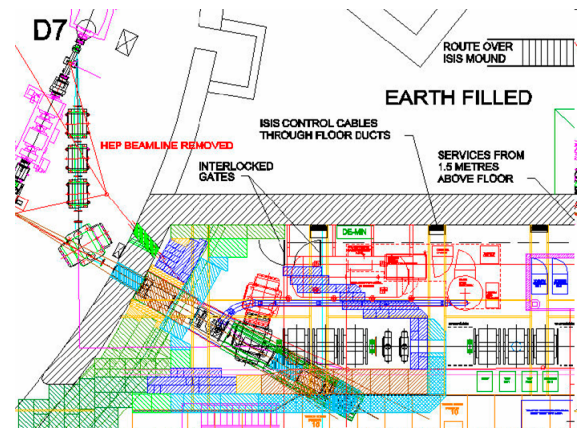 D7
ROUTE OVER
ISIS MOUND
EARTH FILLED
ISIS CONTROL CABLES
THROUGH FLOOR DUCTS
HEP BEAMLINE REMOVED
INTERLOCKED
GATES
SERVICES FROM
1.5 METRES
ABOVE FLOOR
DE-MIN